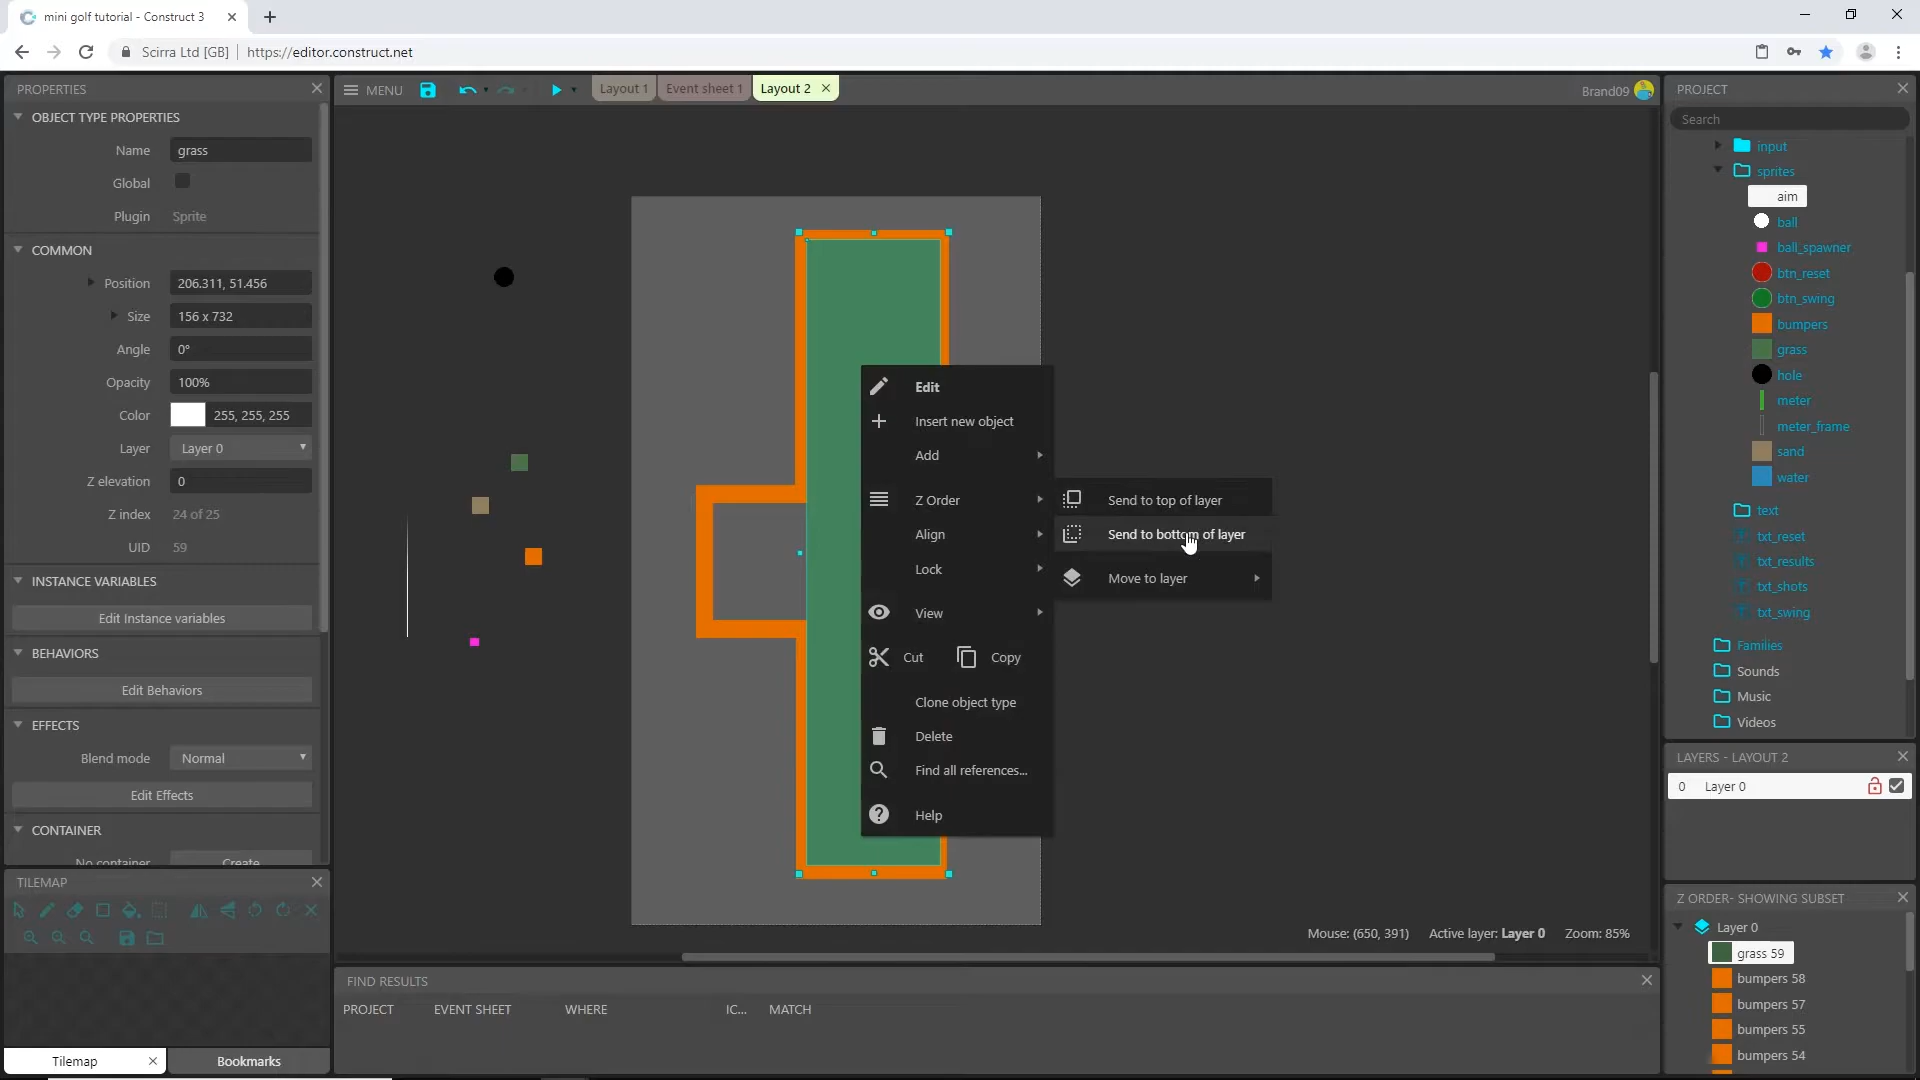 mini golf tutorial - Construct 3
Scirra Ltd [GB]
https://editor.construct.net
PROPERTIES
OBJECT TYPE PROPERTIES
Name
grass
Global
Plugin
Sprite
COMMON
Position
206.311, 51.456
Size
156 x 732
Angle
0°
Opacity
100%
Color
255, 255, 255
Layer
Layer 0
Z elevation
0
Z index
24 of 25
UID
59
INSTANCE VARIABLES
Edit Instance variables
BEHAVIORS
Edit Behaviors
EFFECTS
Blend mode
Normal
Edit Effects
CONTAINER
No container
Create
TILEMAP
Tilemap
Bookmarks
MENU
Layout 1
Event sheet 1
Layout 2
Brand09
Edit
Insert new object
Add
Z Order
Align
Lock
View
Cut
Copy
Clone object type
Delete
Find all references...
Help
Send to top of layer
Send to bottom of layer
Move to layer
Mouse: (650, 391)
Active layer: Layer 0
Zoom: 85%
FIND RESULTS
PROJECT
EVENT SHEET
WHERE
IC...
MATCH
PROJECT
Search
input
sprites
aim
ball
ball_spawner
btn_reset
btn_swing
bumpers
grass
hole
meter
meter_frame
sand
water
text
txt_reset
txt_results
txt_shots
txt_swing
Families
Sounds
Music
Videos
LAYERS - LAYOUT 2
0
Layer 0
Z ORDER- SHOWING SUBSET
Layer 0
grass 59
bumpers 58
bumpers 57
bumpers 55
bumpers 54